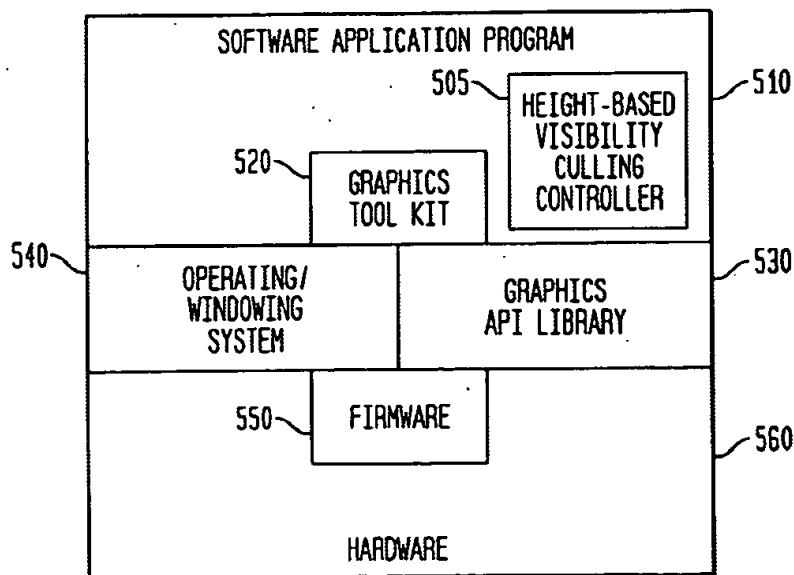 SOFTWARE APPLICATION PROGRAM
505
510
HEIGHT-BASED
VISIBILITY
CULLING
CONTROLLER
520
GRAPHICS
TOOL KIT
540
OPERATING/
WINDOWING
SYSTEM
530
GRAPHICS
API LIBRARY
550
FIRMWARE
560
HARDWARE